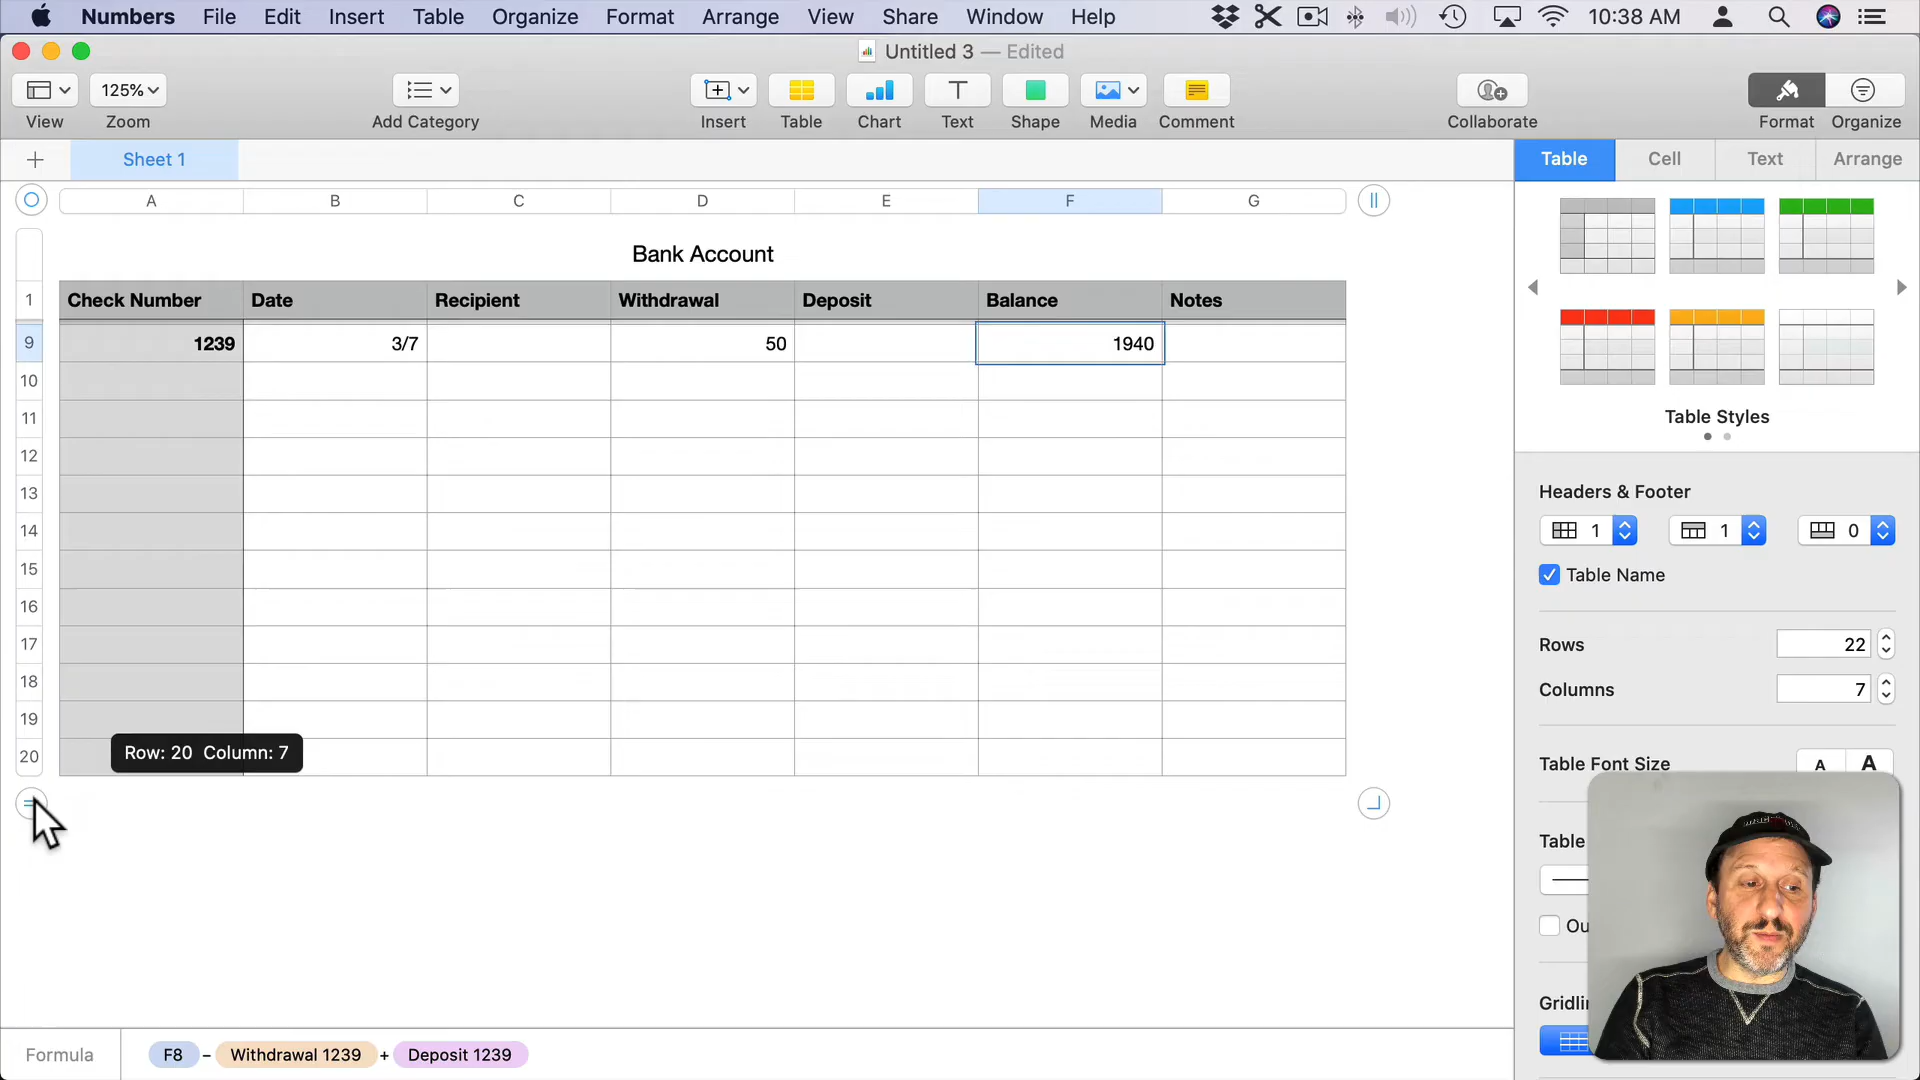 Numbers File Edit Insert Table Organize Format Arrange View Share Window Help 10:38 AM
Untitled 3 — Edited
125%
View Zoom Add Category Insert Table Chart Text Shape Media Comment Collaborate Format Organize
Sheet 1
Table Cell Text Arrange
A B C D E F G
Bank Account
1 Check Number Date Recipient Withdrawal Deposit Balance Notes
9 1239 3/7 50 1940
10
11
12
13
14
15
16
17
18
19
20
Row: 20 Column: 7
Table Styles
Headers & Footer
1 1 0
Table Name
Rows 22
Columns 7
Table Font Size A A
Table
Ou
Gridlin
Formula F8 - Withdrawal 1239 + Deposit 1239